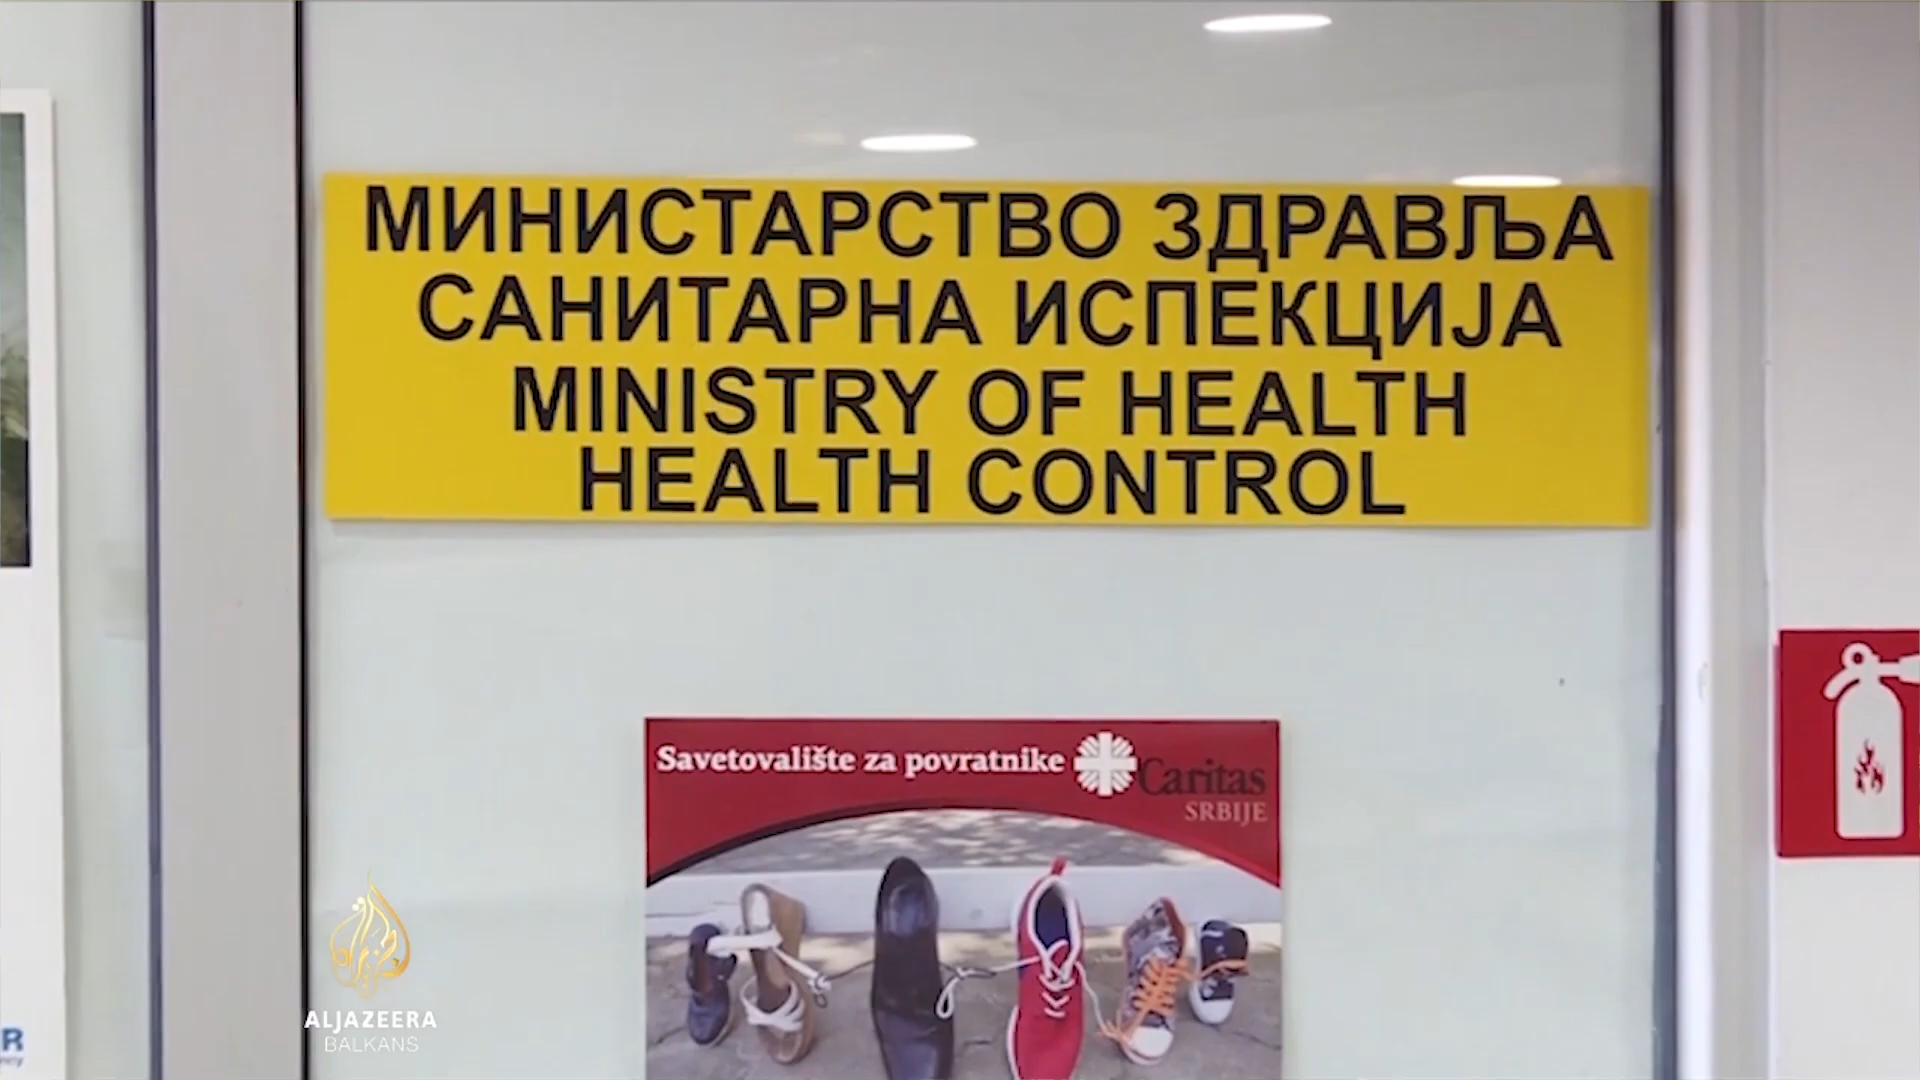 МИНИСТАРСТВО ЗДРАВЉА
САНИТАРНА ИСПЕКЦИЈА
MINISTRY OF HEALTH
HEALTH CONTROL
Savetovalište za povratnike
Caritas
SRBIJE
ALJAZEERA
BALKANS